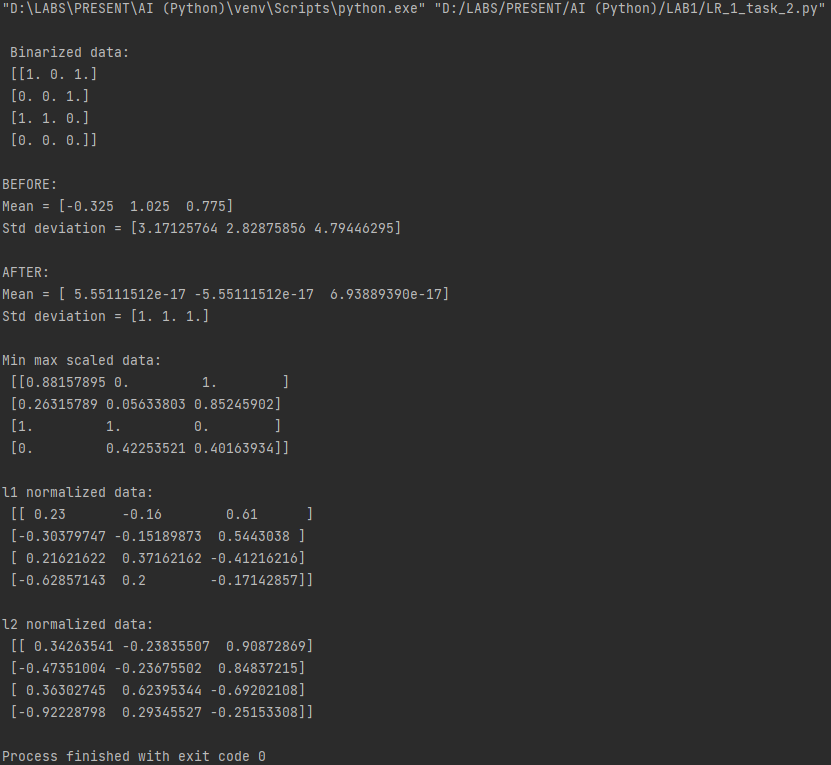 "D:\LABS\PRESENT\AI (Python)\venv\Scripts\python.exe" "D:/LABS/PRESENT/AI (Python)/LAB1/LR_1_task_2.py"
Binarized data:
[[1. 0. 1.]
[0. 0. 1.]
[1. 1. 0.]
[0. 0. 0.]]
BEFORE:
Mean = [-0.325  1.025  0.775]
Std deviation = [3.17125764 2.82875856 4.79446295]
AFTER:
Mean = [ 5.55111512e-17 -5.55111512e-17  6.93889390e-17]
Std deviation = [1. 1. 1.]
Min max scaled data:
[[0.88157895 0.         1.        ]
[0.26315789 0.05633803 0.85245902]
[1.         1.         0.        ]
[0.         0.42253521 0.40163934]]
l1 normalized data:
[[ 0.23       -0.16        0.61      ]
[-0.30379747 -0.15189873  0.5443038 ]
[ 0.21621622  0.37162162 -0.41216216]
[-0.62857143  0.2        -0.17142857]]
l2 normalized data:
[[ 0.34263541 -0.23835507  0.90872869]
[-0.47351004 -0.23675502  0.84837215]
[ 0.36302745  0.62395344 -0.69202108]
[-0.92228798  0.29345527 -0.25153308]]
Process finished with exit code 0